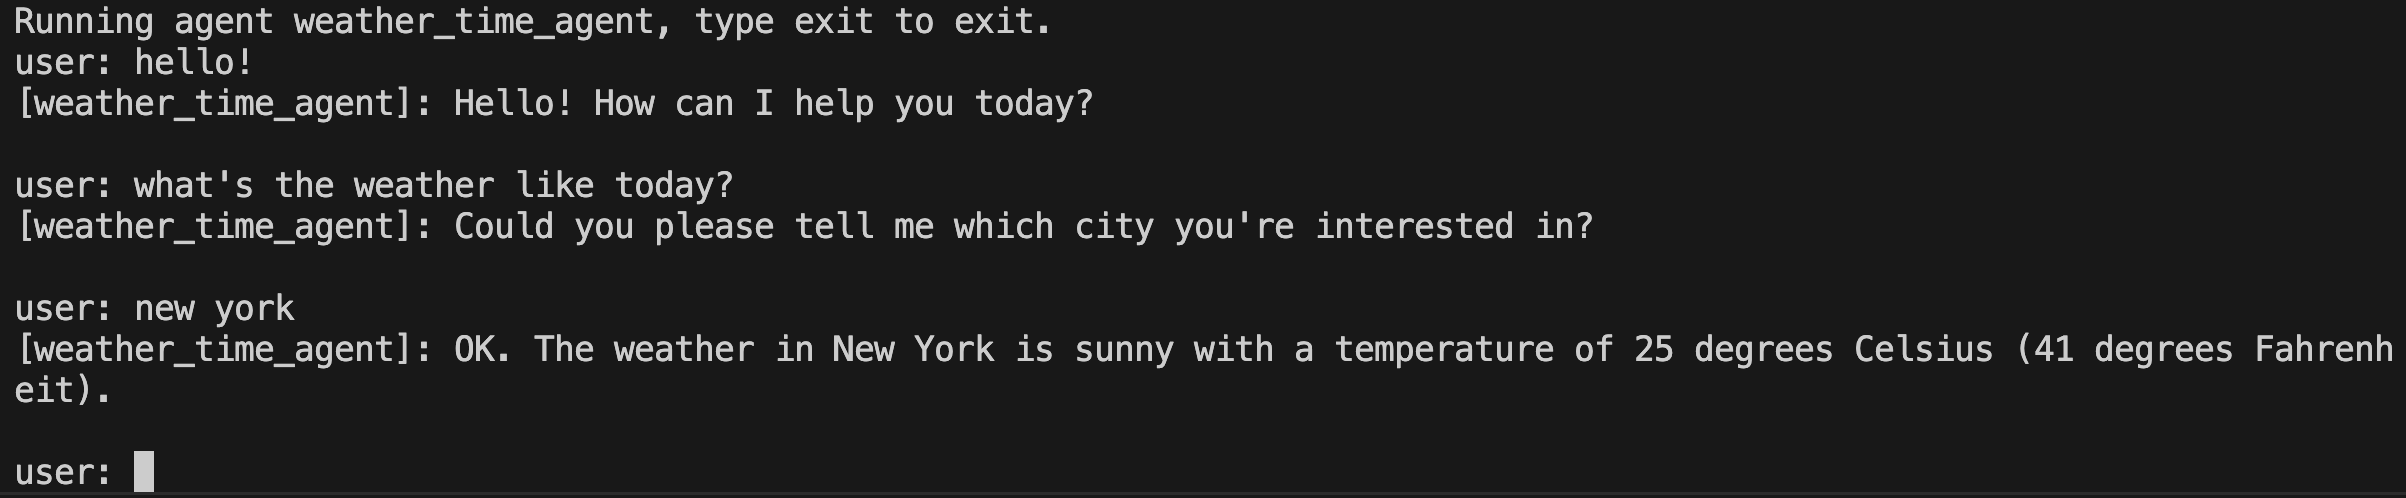 Running agent weather_time_agent, type exit to exit.
user: hello!
[weather_time_agent]: Hello! How can I help you today?
user: what's the weather like today?
[weather_time_agent]: Could you please tell me which city you're interested in?
user: new york
[weather_time_agent]: OK. The weather in New York is sunny with a temperature of 25 degrees Celsius (41 degrees Fahrenh
eit).
user: